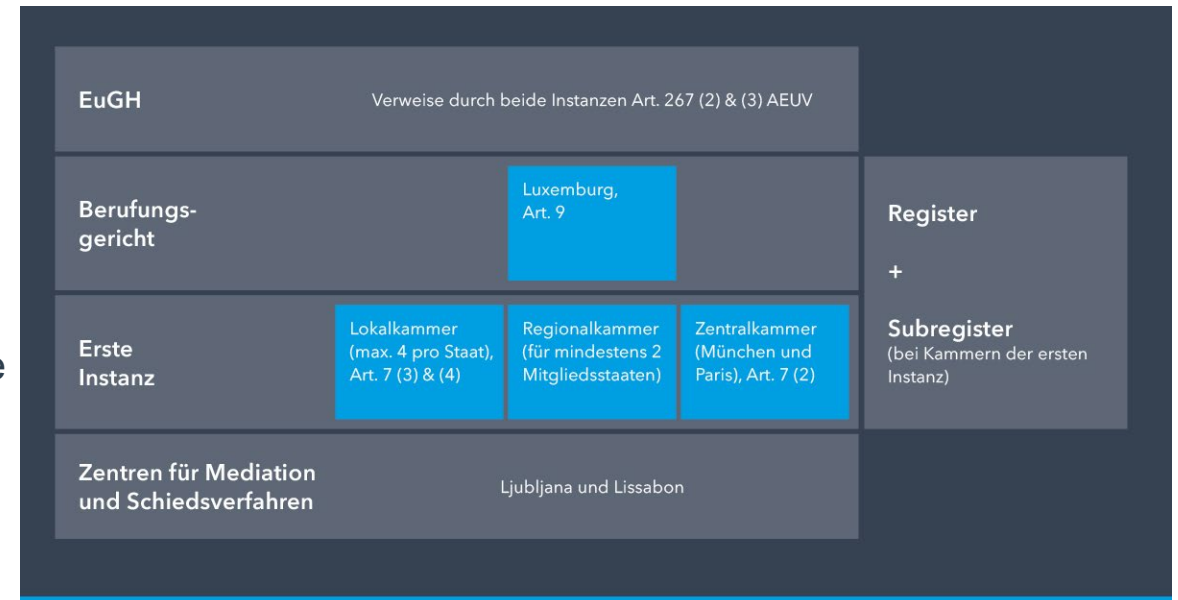 EuGH
Verweise durch beide Instanzen Art. 267 (2) & (3) AEUV
Berufungs-
gericht
Luxemburg,
Art. 9
Erste
Instanz
Lokalkammer
(max. 4 pro Staat),
Art. 7 (3) & (4)
Regionalkammer
(für mindestens 2
Mitgliedsstaaten)
Zentralkammer
(München und
Paris), Art. 7 (2)
Register
+
Subregister
(bei Kammern der ersten
Instanz)
Zentren für Mediation
und Schiedsverfahren
Ljubljana und Lissabon
e